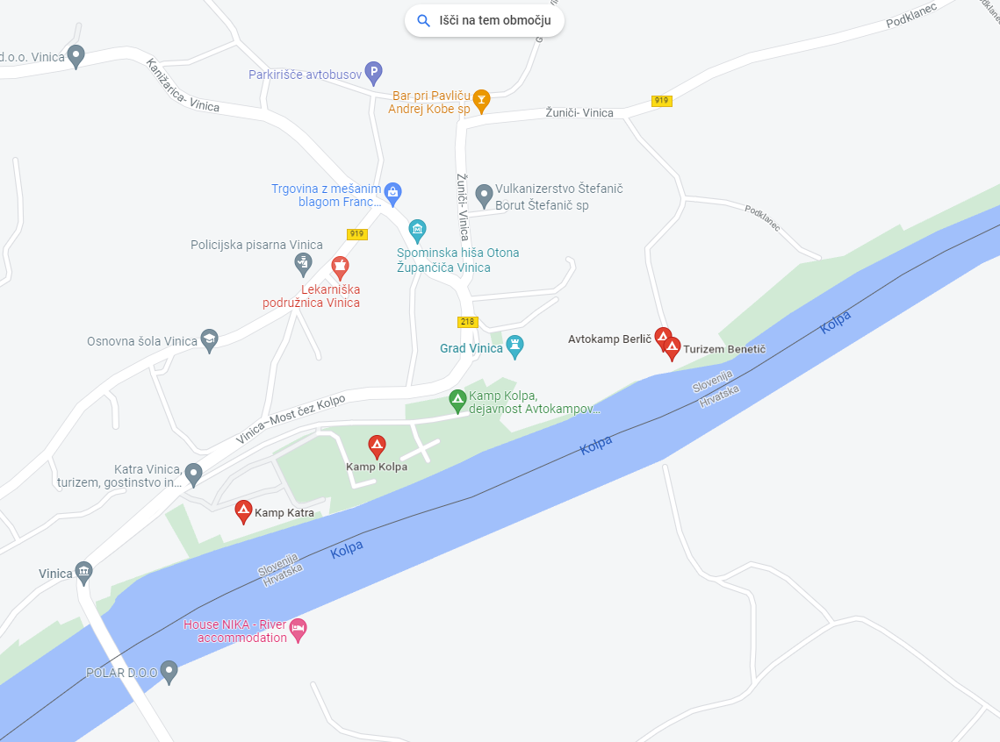 Išči na tem območju
Podklanec
d.o.o. Vinica
Kanižarica- Vinica
Parkirišče avtobusov
Bar pri Pavliču
Andrej Kobe sp
919
Žuniči- Vinica
Trgovina z mešanim
blagom Franc...
Žuniči- Vinica
Vulkanizerstvo Štefanič
Borut Štefanič sp
Podklanec
919
Policijska pisarna Vinica
Spominska hiša Otona
Župančiča Vinica
Lekarniška
podružnica Vinica
218
Osnovna šola Vinica
Grad Vinica
Avtokamp Berlič
Turizem Benetič
Kolpa
Slovenija
Hrvatska
Vinica–Most čez Kolpo
Kamp Kolpa,
dejavnost Avtokampov...
Kolpa
Kamp Kolpa
Katra Vinica,
turizem, gostinstvo in...
Kamp Katra
Kolpa
Slovenija
Hrvatska
Vinica
House NIKA - River
accommodation
POLAR D.O.O